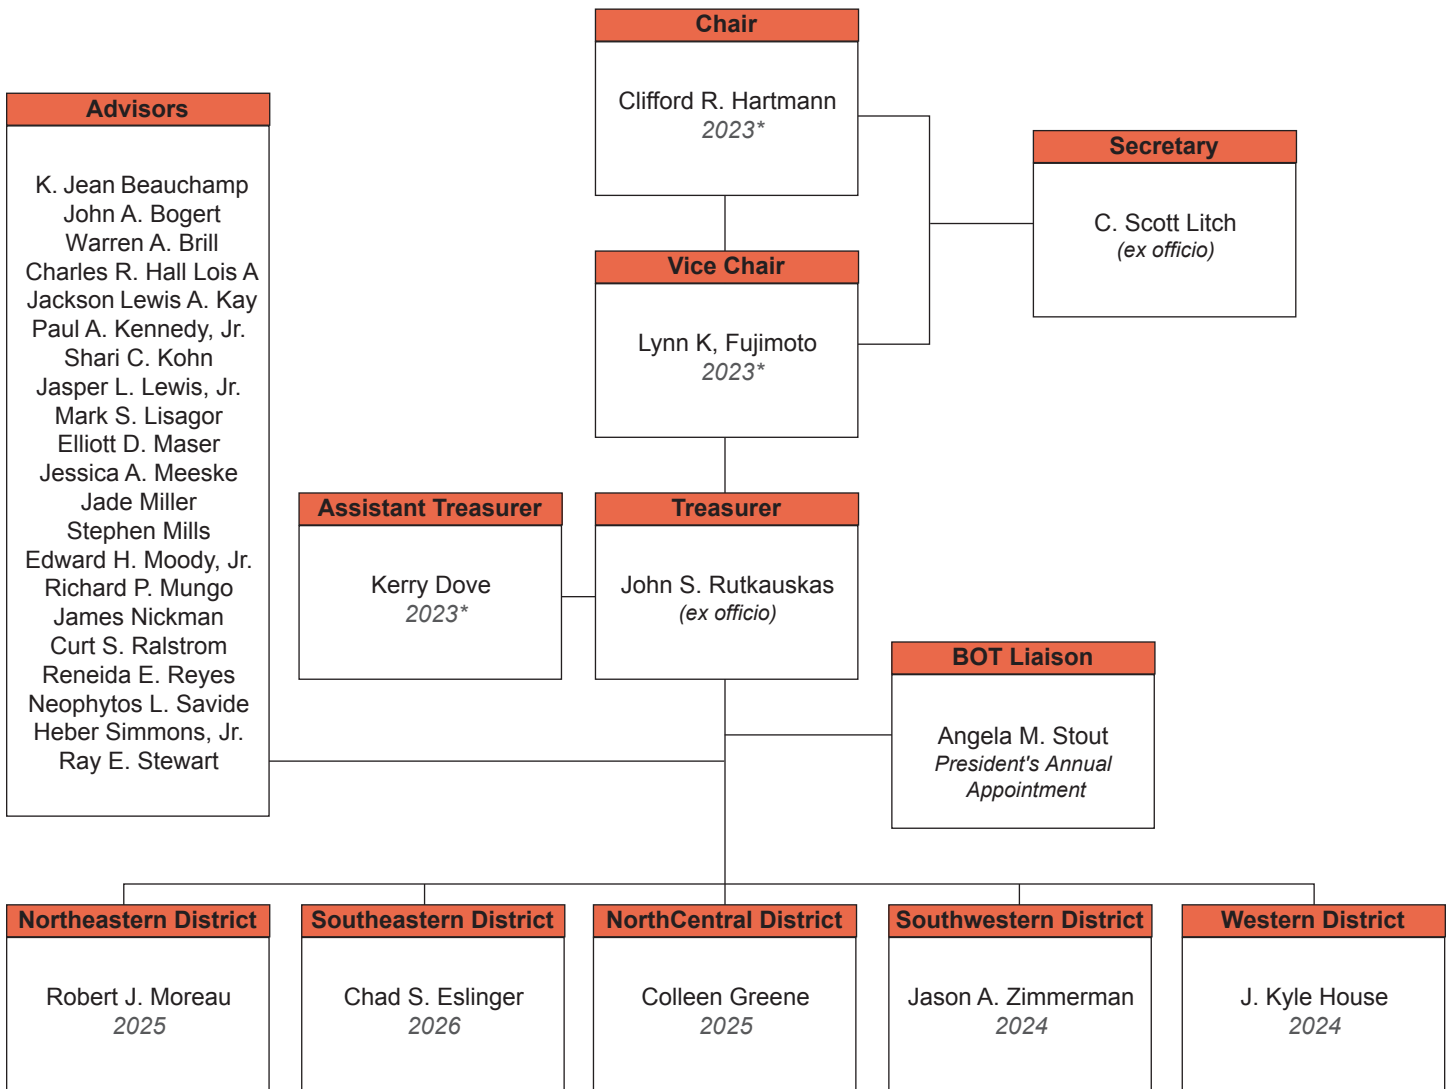 Chair
Clifford R. Hartmann
2023*
Advisors
K. Jean Beauchamp
John A. Bogert
Warren A. Brill
Charles R. Hall Lois A
Jackson Lewis A. Kay
Paul A. Kennedy, Jr.
Shari C. Kohn
Jasper L. Lewis, Jr.
Mark S. Lisagor
Elliott D. Maser
Jessica A. Meeske
Jade Miller
Stephen Mills
Edward H. Moody, Jr.
Richard P. Mungo
James Nickman
Curt S. Ralstrom
Reneida E. Reyes
Neophytos L. Savide
Heber Simmons, Jr.
Ray E. Stewart
Secretary
C. Scott Litch
(ex officio)
Vice Chair
Lynn K, Fujimoto
2023*
Assistant Treasurer
Kerry Dove
2023*
Treasurer
John S. Rutkauskas
(ex officio)
BOT Liaison
Angela M. Stout
President's Annual
Appointment
Northeastern District
Robert J. Moreau
2025
Southeastern District
Chad S. Eslinger
2026
NorthCentral District
Colleen Greene
2025
Southwestern District
Jason A. Zimmerman
2024
Western District
J. Kyle House
2024